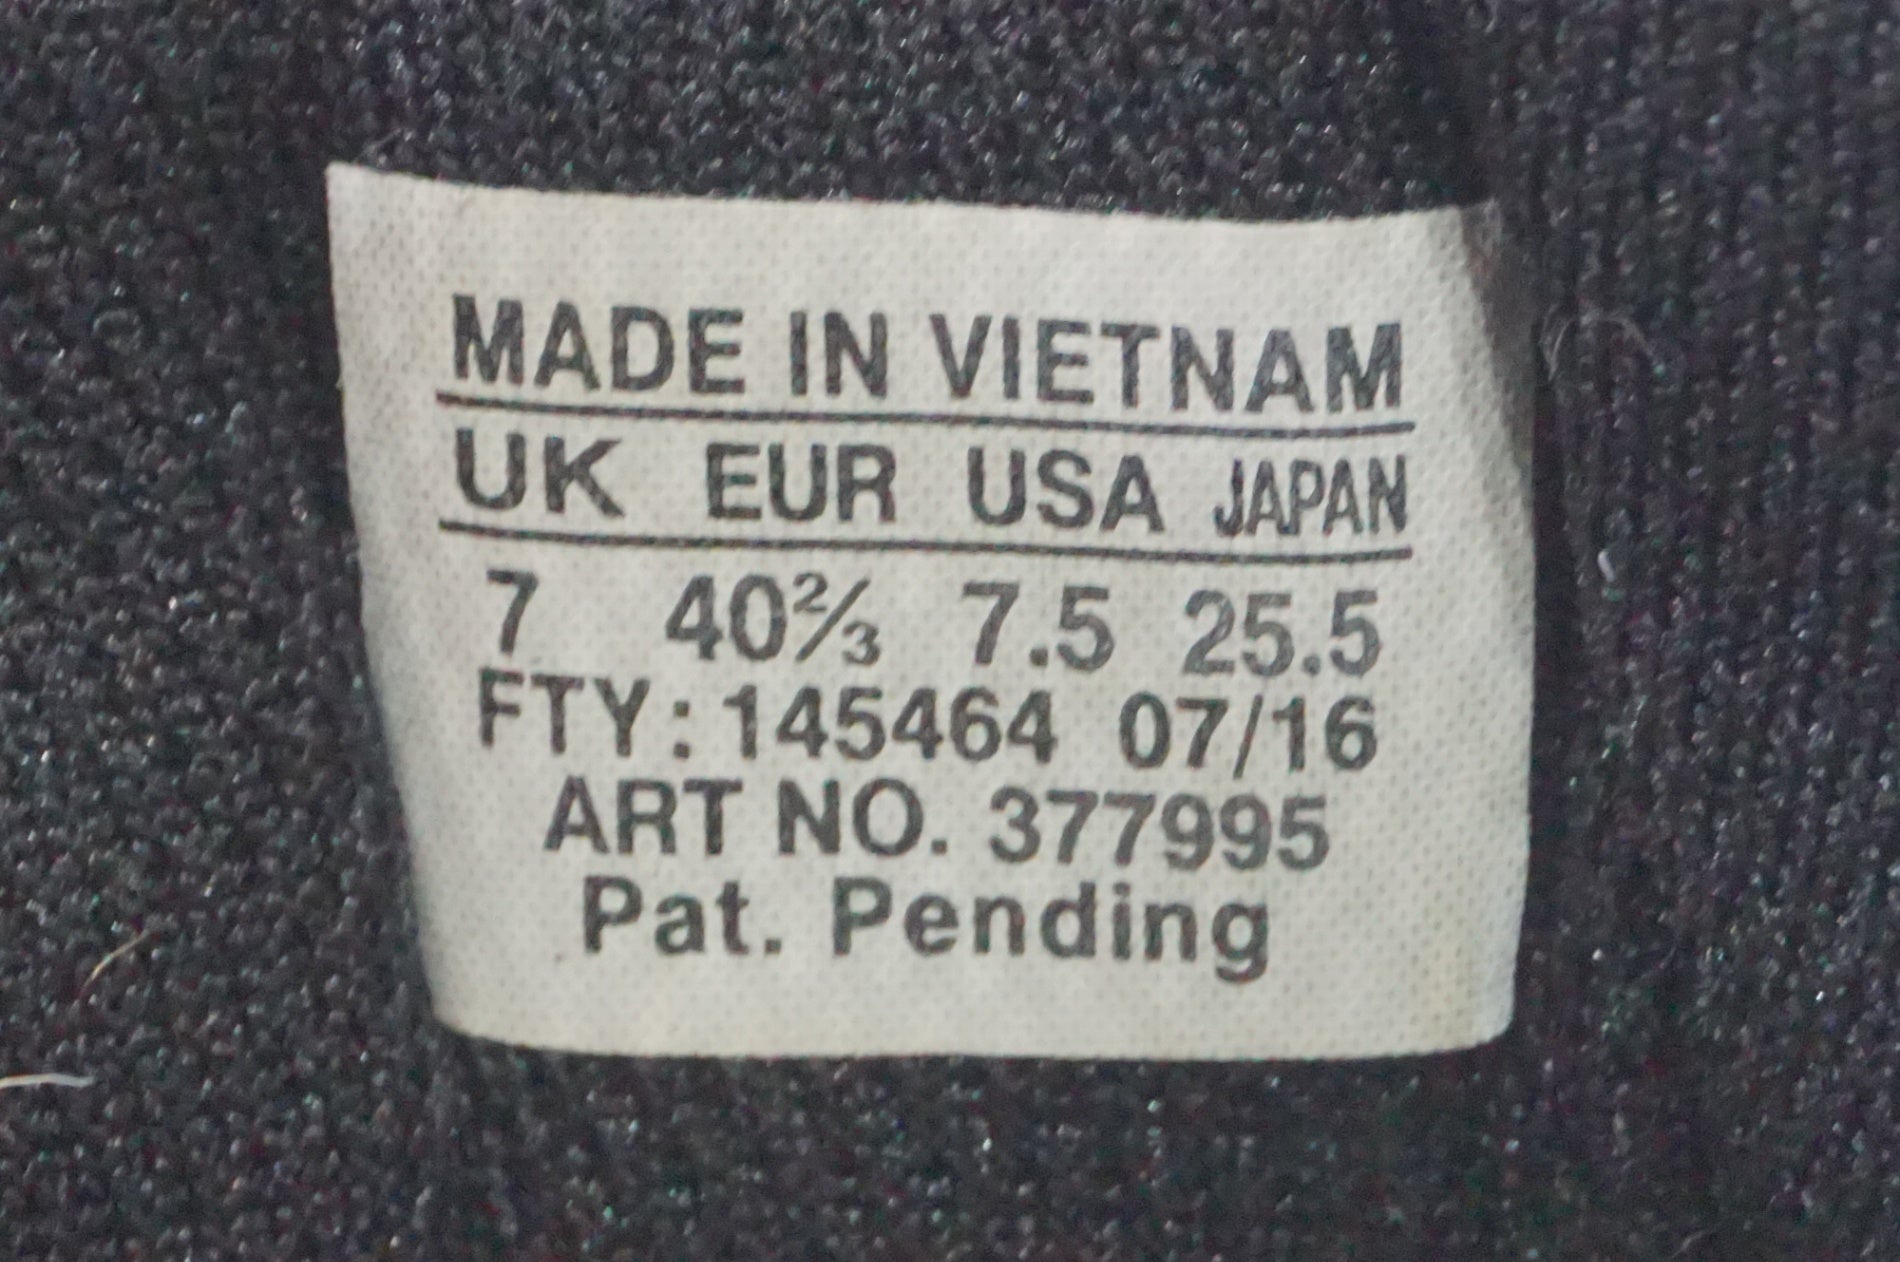 MADE IN VIETNAM
UK EUR USA JAPAN
7 40⅔ 7.5 25.5
FTY: 145464 07/16
ART NO. 377995
Pat. Pending